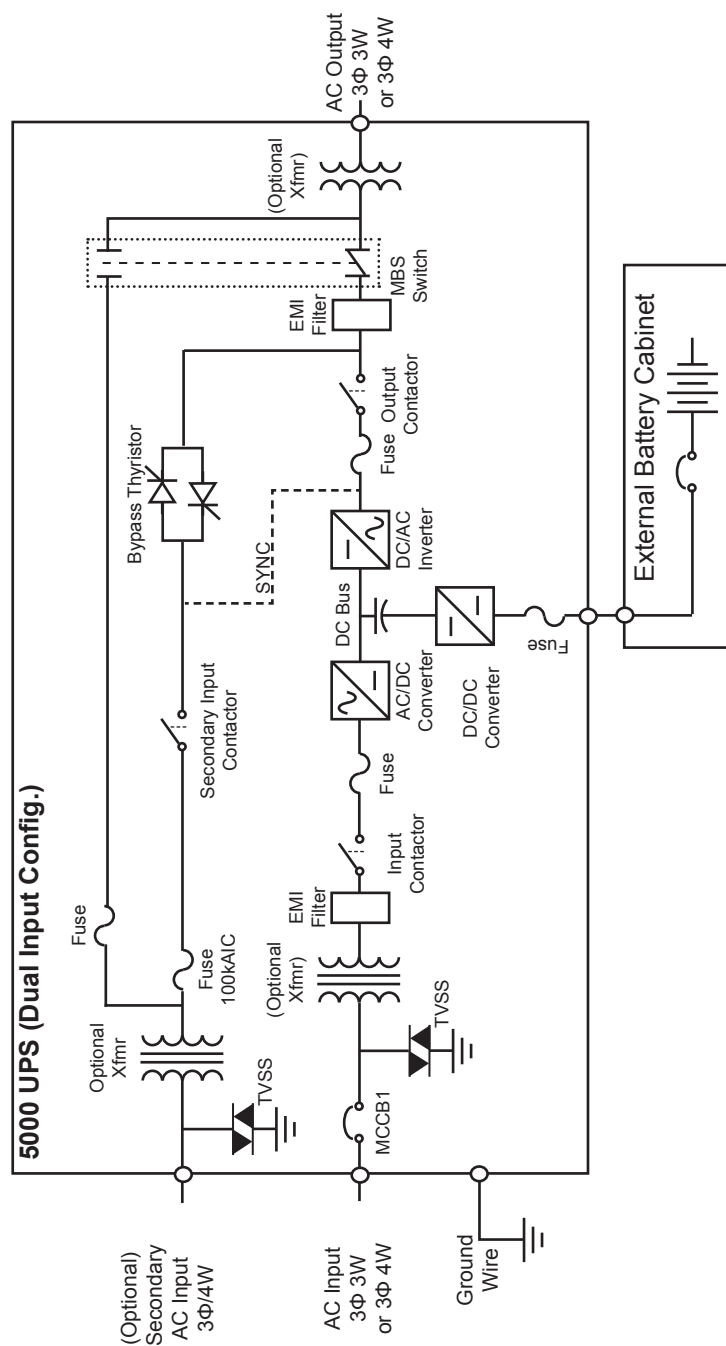 5000 UPS (Dual Input Config.)
(Optional)
Secondary
AC Input
3Φ/4W
TVSS
Optional
Xfmr
Fuse
Fuse
100kAIC
Secondary Input
Contactor
Bypass Thyristor
SYNC
AC Input
3Φ 3W
or 3Φ 4W
MCCB1
TVSS
(Optional
Xfmr)
EMI
Filter
Input
Contactor
Fuse
AC/DC
Converter
DC Bus
DC/AC
Inverter
Fuse
Output
Contactor
EMI
Filter
MBS
Switch
(Optional
Xfmr)
AC Output
3Φ 3W
or 3Φ 4W
DC/DC
Converter
Fuse
Ground
Wire
External Battery Cabinet